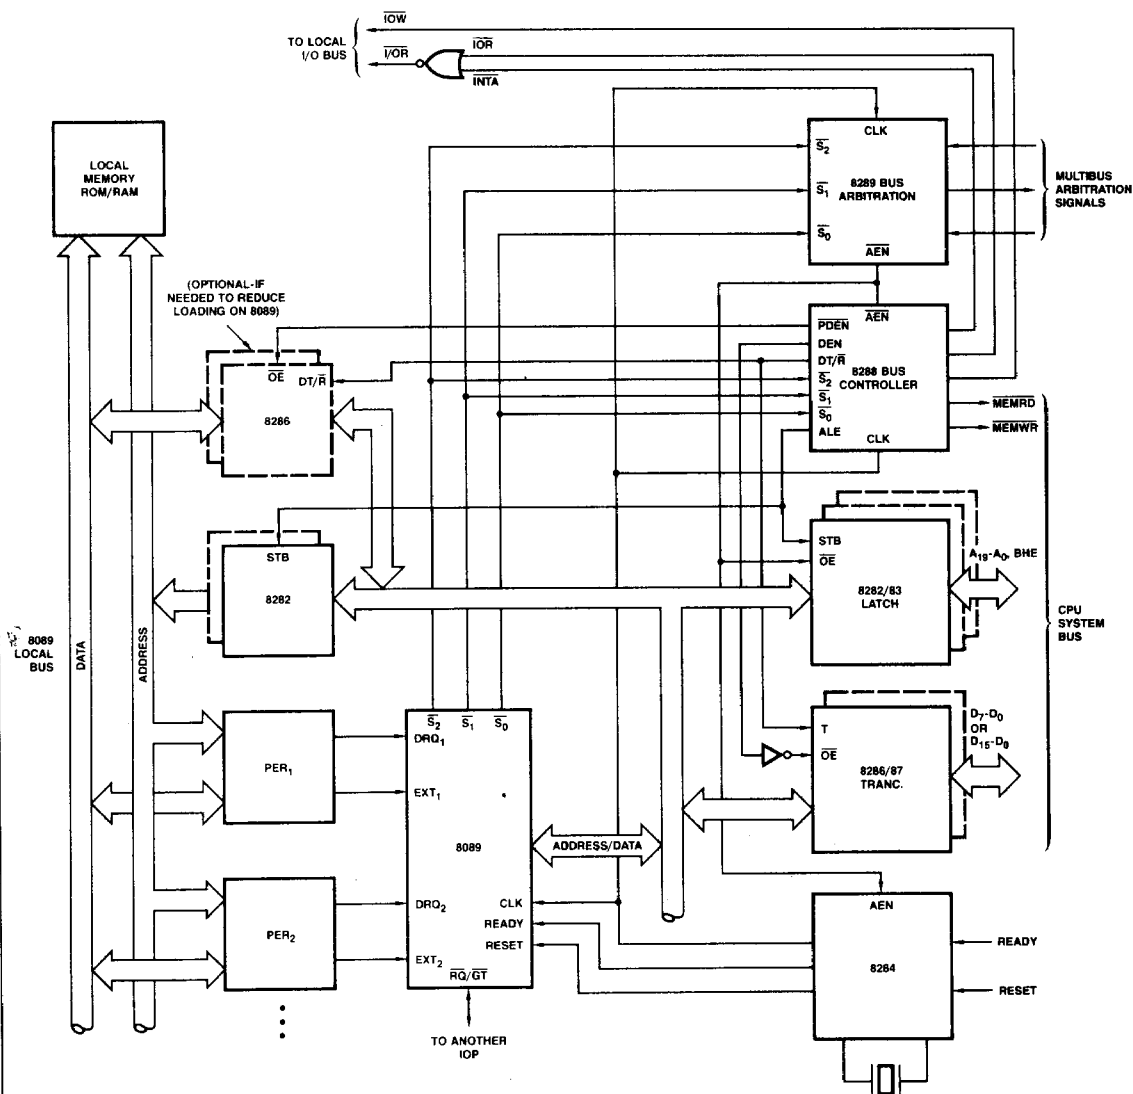 IOW
TO LOCAL
I/O BUS
I/OR
IOR
INTA
CLK
S2
S1
S0
8289 BUS
ARBITRATION
AEN
MULTIBUS
ARBITRATION
SIGNALS
LOCAL
MEMORY
ROM/RAM
(OPTIONAL-IF
NEEDED TO REDUCE
LOADING ON 8089)
OE
DT/R
8286
AEN
PDEN
DEN
DT/R
S2
S1
S0
ALE
CLK
8288 BUS
CONTROLLER
MEMRD
MEMWR
STB
8282
STB
OE
8282/83
LATCH
A19-A0, BHE
CPU
SYSTEM
BUS
8089
LOCAL
BUS
DATA
ADDRESS
T
OE
8286/87
TRANC.
D7-D0
OR
D15-D0
PER1
PER2
S2 S1 S0
DRQ1
EXT1
8089
DRQ2
EXT2
CLK
READY
RESET
RQ/GT
ADDRESS/DATA
TO ANOTHER
IOP
AEN
8284
READY
RESET